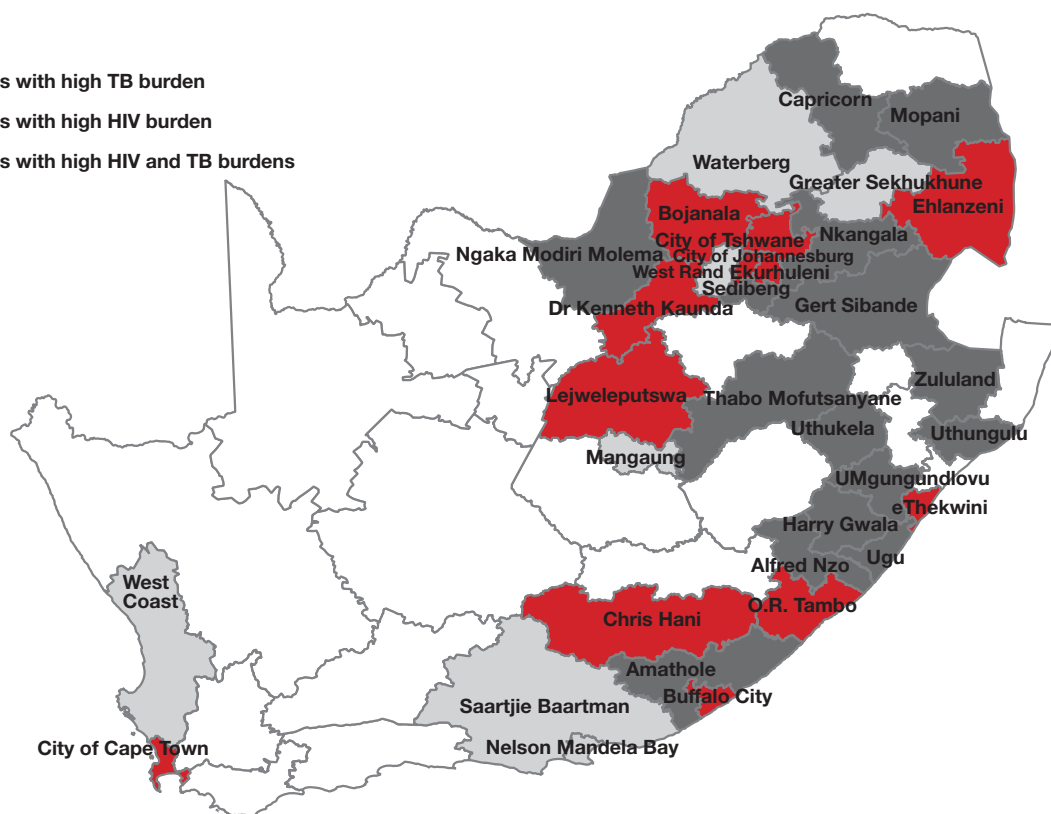 s with high TB burden
s with high HIV burden
s with high HIV and TB burdens
Capricorn
Mopani
Waterberg
Greater Sekhukhune
Ehlanzeni
Bojanala
City of Tshwane
Nkangala
Ngaka Modiri Molema
City of Johannesburg
West Rand
Ekurhuleni
Sedibeng
Dr Kenneth Kaunda
Gert Sibande
Zululand
Lejweleputswa
Thabo Mofutsanyane
Uthukela
Uthungulu
Mangaung
UMgungundlovu
eThekwini
Harry Gwala
Ugu
Alfred Nzo
West
Coast
O.R. Tambo
Chris Hani
Amathole
Buffalo City
Saartjie Baartman
City of Cape Town
Nelson Mandela Bay